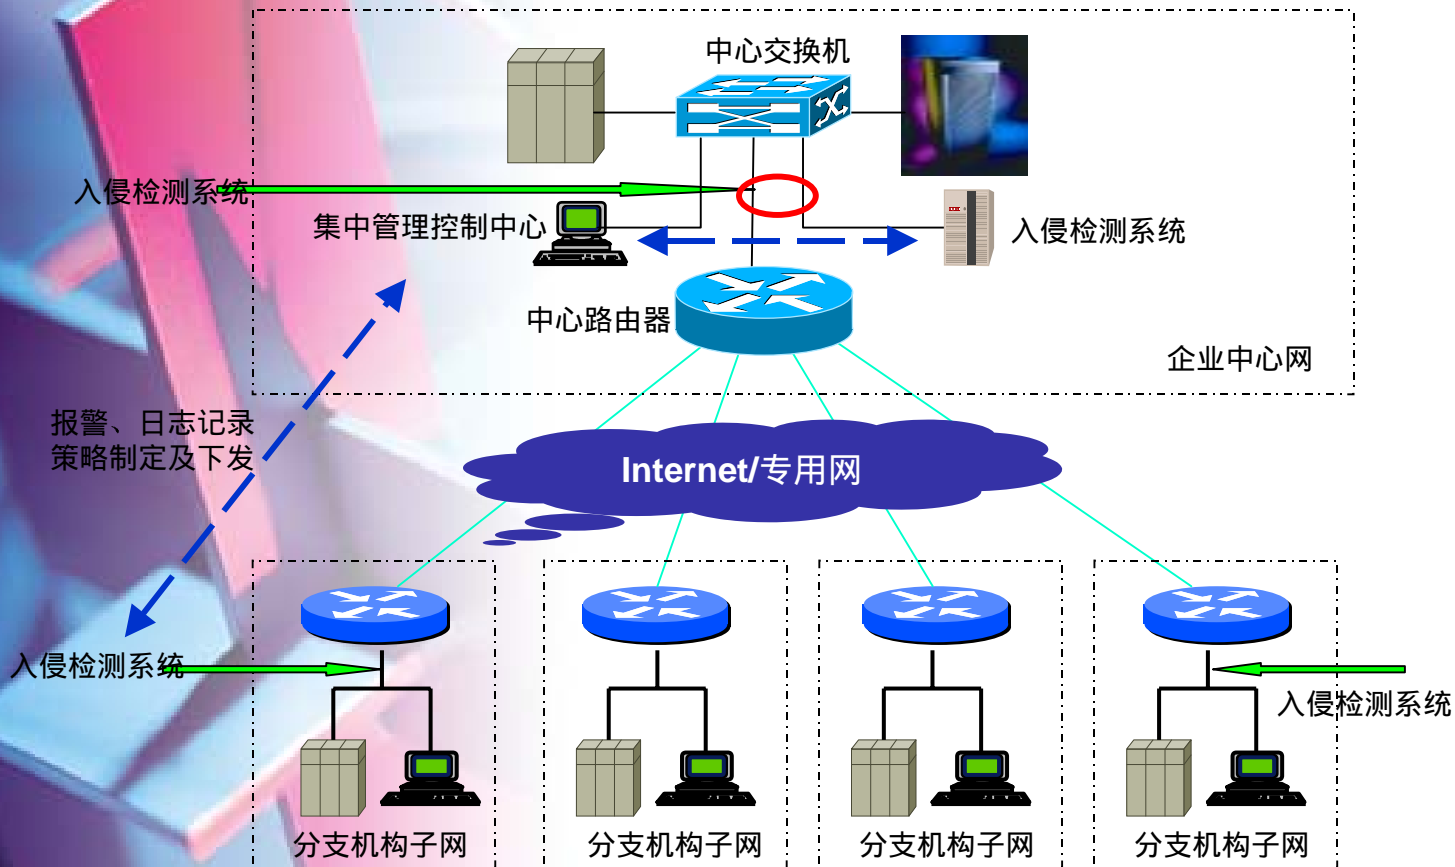 中心交换机
入侵检测系统
集中管理控制中心
入侵检测系统
中心路由器
企业中心网
报警、日志记录
策略制定及下发
Internet/专用网
入侵检测系统
入侵检测系统
分支机构子网
分支机构子网
分支机构子网
分支机构子网